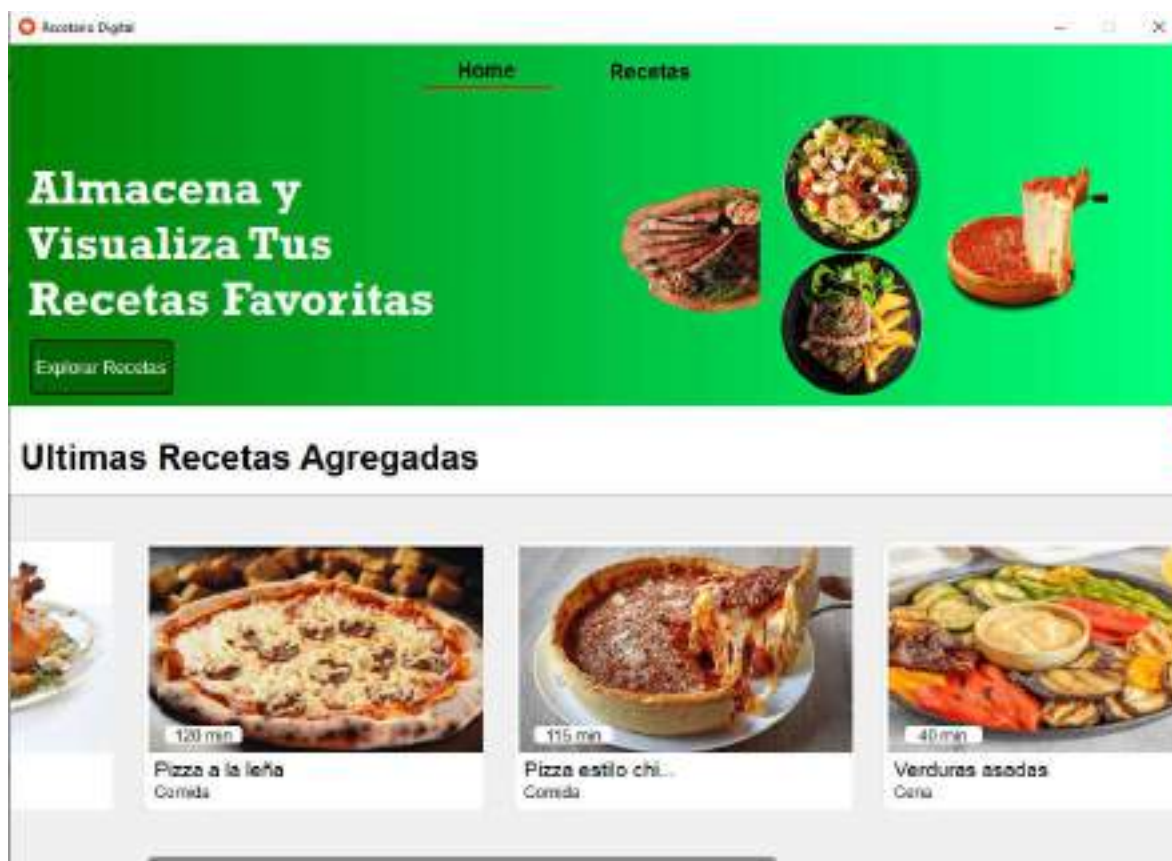 Recetario Digital
Home
Recetas
Almacena y
Visualiza Tus
Recetas Favoritas
Explorar Recetas
Ultimas Recetas Agregadas
120 min
115 min
40 min
Pizza a la leña
Pizza estilo chi...
Verduras asadas
Comida
Comida
Cena